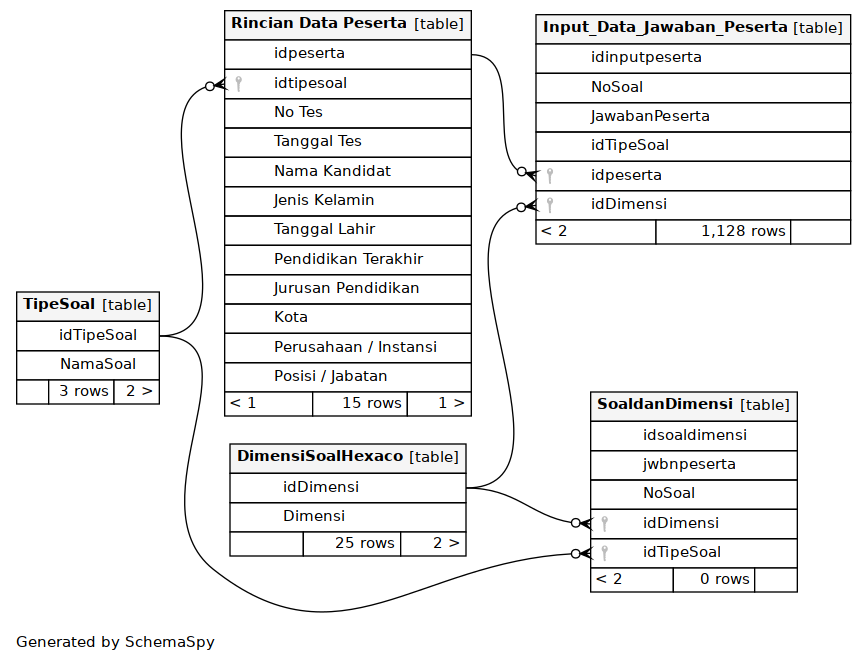 Rincian Data Peserta [table]
idpeserta
idtipesoal
No Tes
Tanggal Tes
Nama Kandidat
Jenis Kelamin
Tanggal Lahir
Pendidikan Terakhir
Jurusan Pendidikan
Kota
Perusahaan / Instansi
Posisi / Jabatan
< 1 15 rows 1 >
Input_Data_Jawaban_Peserta [table]
idinputpeserta
NoSoal
JawabanPeserta
idTipeSoal
idpeserta
idDimensi
< 2 1,128 rows
TipeSoal [table]
idTipeSoal
NamaSoal
3 rows 2 >
DimensiSoalHexaco [table]
idDimensi
Dimensi
25 rows 2 >
SoaldanDimensi [table]
idsoaldimensi
jwbnpeserta
NoSoal
idDimensi
idTipeSoal
< 2 0 rows
Generated by SchemaSpy